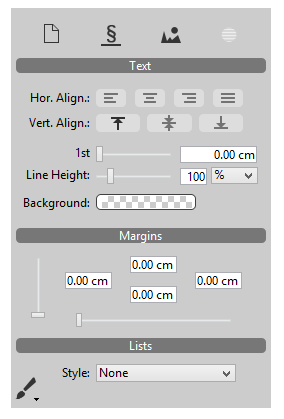 §
Text
Hor. Align.:
Vert. Align.:
1st 0.00 cm
Line Height: 100 %
Background:
Margins
0.00 cm
0.00 cm 0.00 cm
0.00 cm
Lists
Style: None